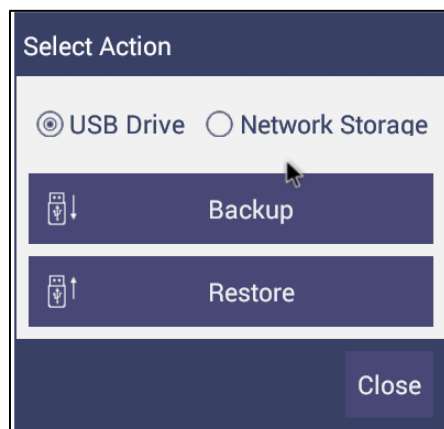 Select Action
USB Drive Network Storage
Backup
Restore
Close